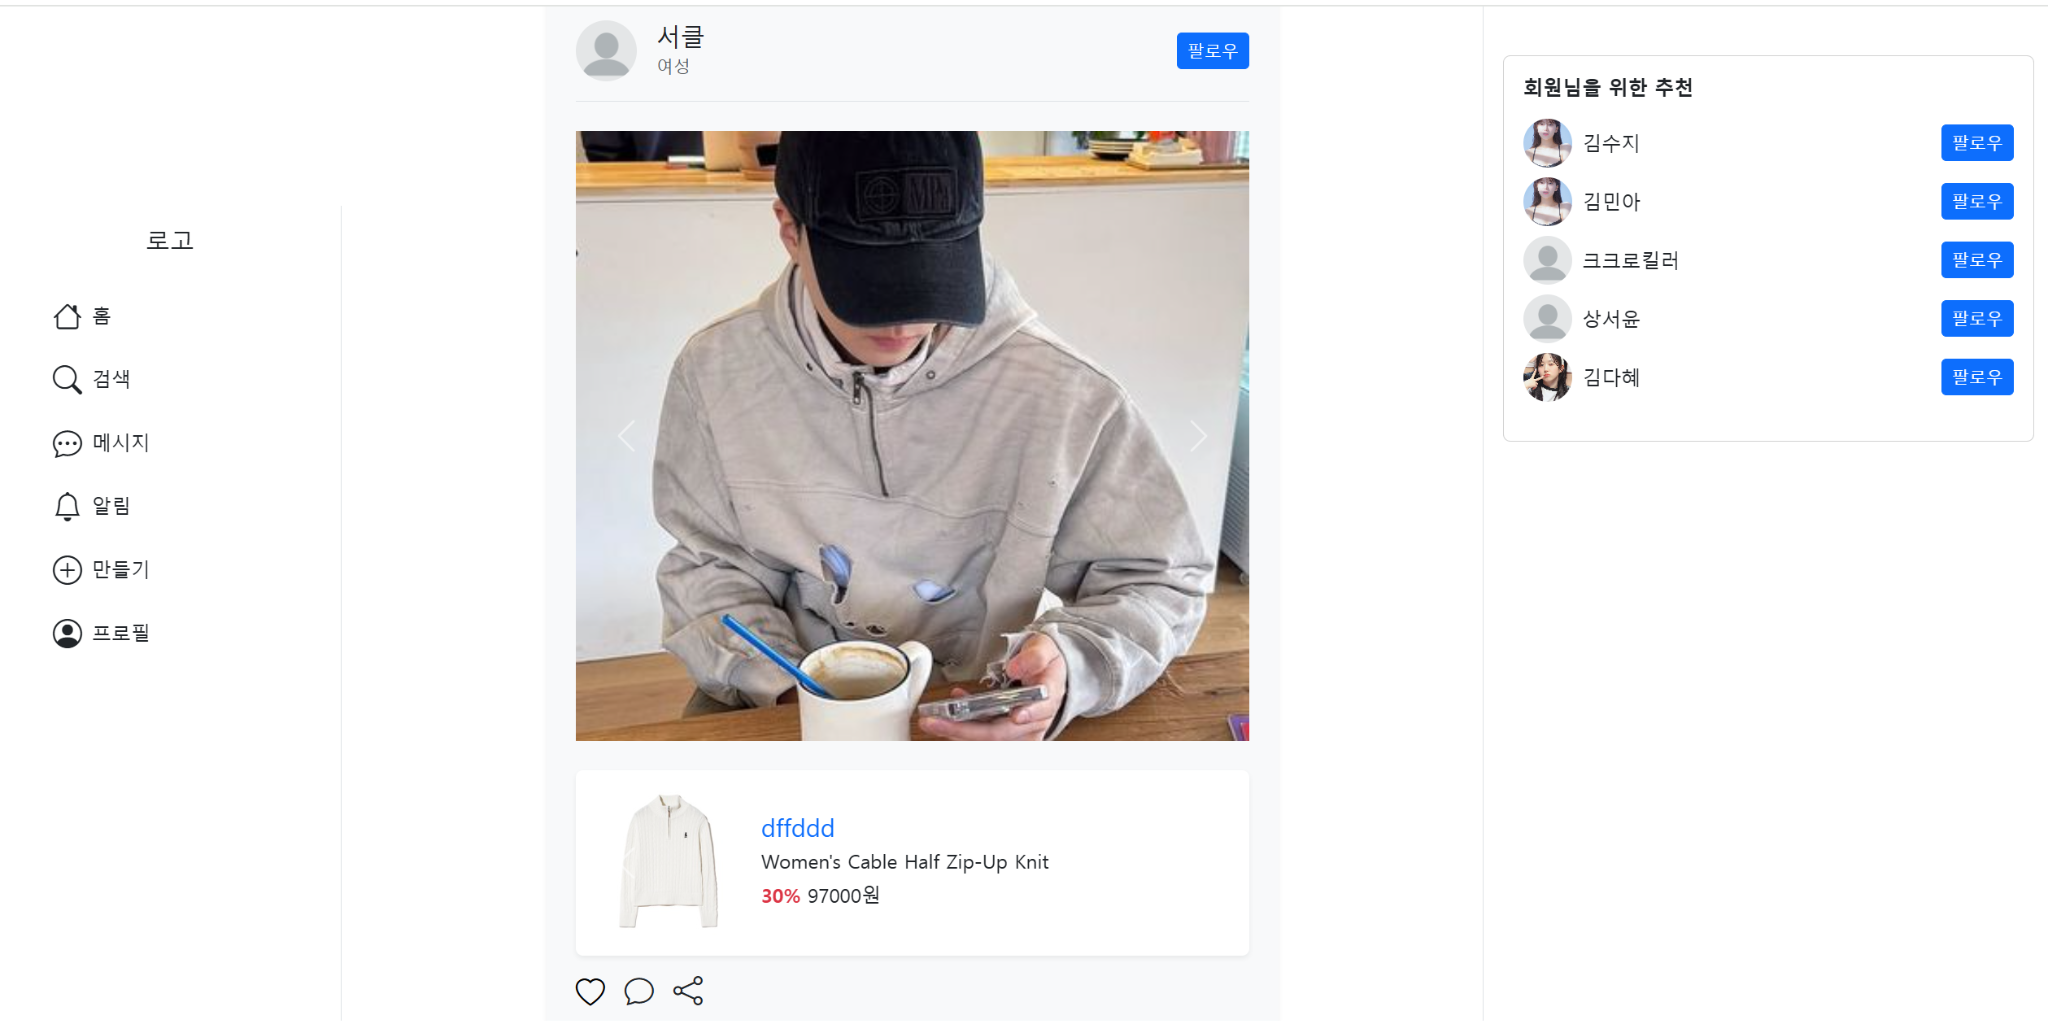 로고
홈
검색
메시지
알림
만들기
프로필
서클
여성
팔로우
MPa
dffddd
Women's Cable Half Zip-Up Knit
30% 97000원
회원님을 위한 추천
김수지 팔로우
김민아 팔로우
크크로킬러 팔로우
상서윤 팔로우
김다혜 팔로우